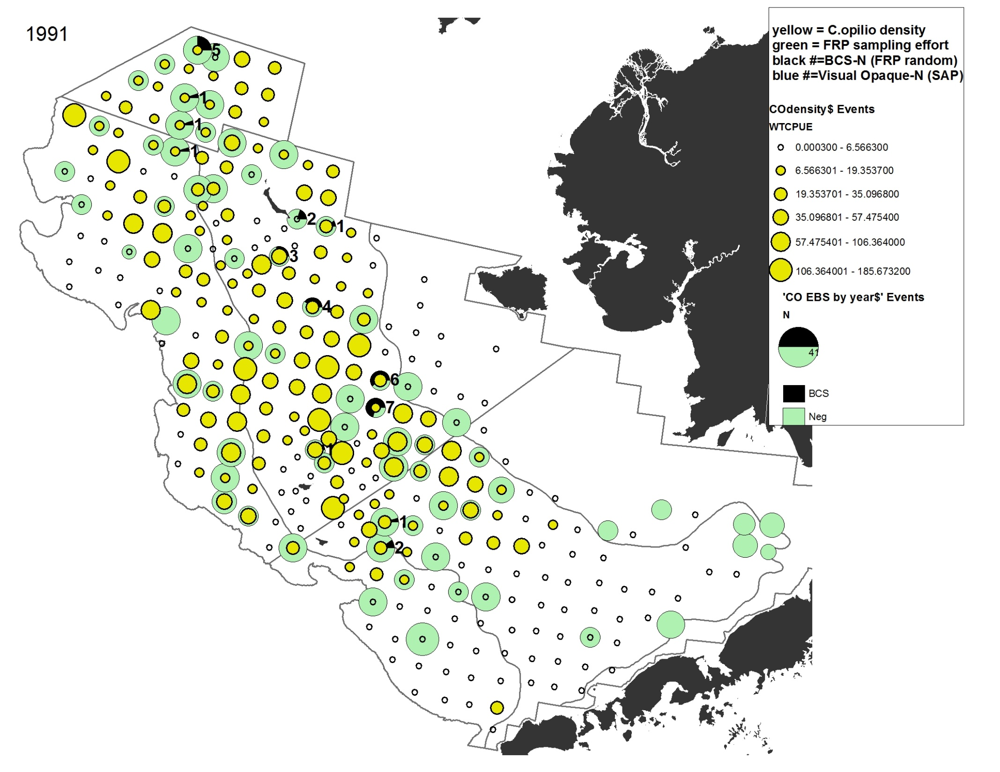 1991
yellow = C.opilio density
green = FRP sampling effort
black #=BCS-N (FRP random)
blue #=Visual Opaque-N (SAP)
COdensity$ Events
WTCPUE
0.000300 - 6.566300
6.566301 - 19.353700
19.353701 - 35.096800
35.096801 - 57.475400
57.475401 - 106.364000
106.364001 - 185.673200
'CO EBS by year$' Events
N
41
BCS
Neg
5
1
1
1
2
1
3
4
6
7
1
1
2